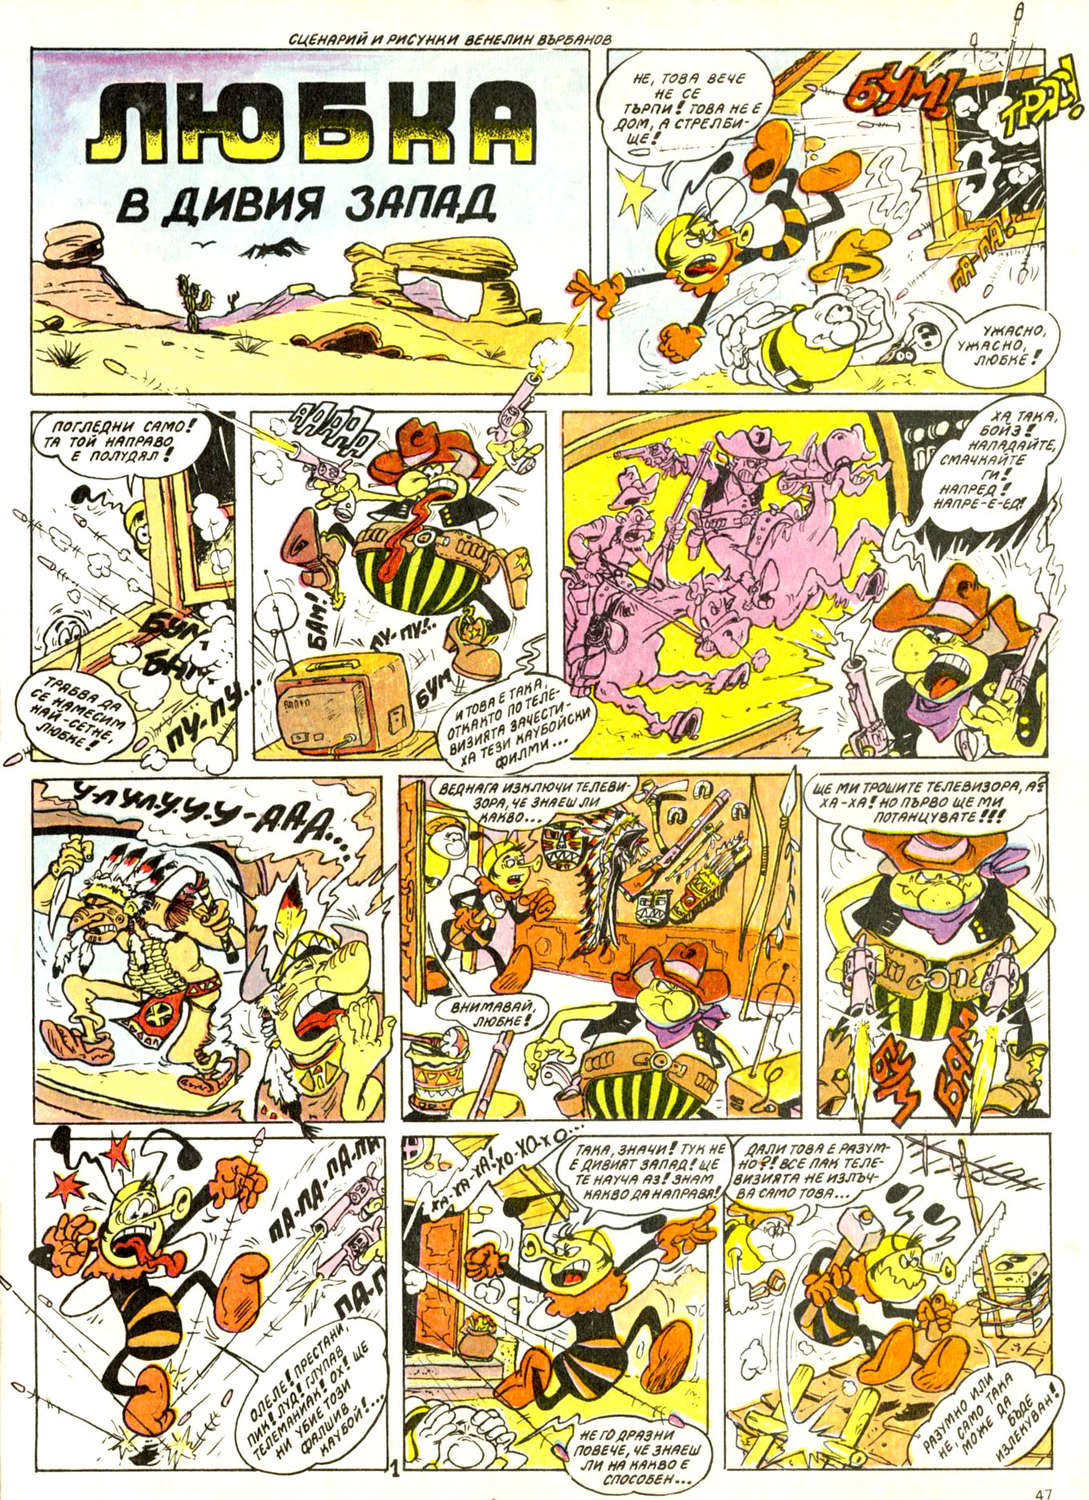 СЦЕНАРИЙ И РИСУНКИ ВЕНЕЛИН ВЪРБАНОВ
ЛЮБКА
В ДИВИЯ ЗАПАД
НЕ, ТОВА ВЕЧЕ
НЕ СЕ
ТЪРПИ! ТОВА НЕ Е
ДОМ, А СТРЕЛБИ-
ЩЕ!
БУМ!
ТРЯС!
ПА-ПА!
УЖАСНО,
УЖАСНО,
ЛЮБКЕ!
ПОГЛЕДНИ САМО!
ТА ТОЙ НАПРАВО
Е ПОЛУДЯЛ!
БУМ,
БАМ,
ПУ-ПУ...
ТРЯБВА ДА
СЕ НАМЕСИМ
НАЙ-СЕТНЕ,
ЛЮБКЕ!
ААААА
БАМ!
ПУ-ПУ!..
БУМ
И ТОВА Е ТАКА,
ОТКАКТО ПО ТЕЛЕ-
ВИЗИЯТА ЗАЧЕСТИ-
ХА ТЕЗИ КАУБОЙСКИ
ФИЛМИ...
ХА ТАКА,
БОЙЗ!
НАПАДАЙТЕ,
СМАЧКАЙТЕ
ГИ!
НАПРЕД!
НАПРЕ-Е-ЕД!
У-ЛУЛ.У.У.У-ААА....
ВЕДНАГА ИЗКЛЮЧИ ТЕЛЕВИ-
ЗОРА, ЧЕ ЗНАЕШ ЛИ
КАКВО...
ВНИМАВАЙ,
ЛЮБКЕ!
ЩЕ МИ ТРОШИТЕ ТЕЛЕВИЗОРА, А?
ХА-ХА! НО ПЪРВО ЩЕ МИ
ПОТАНЦУВАТЕ!!!
БУМ
БАМ
ПА-ПА-ПА-ПА
ПА-П
ОЛЕЛЕ! ПРЕСТАНИ,
ПИМ! ЛУД! ГЛУПАВ
ТЕЛЕМАНИАК! ОХ! ЩЕ
НИ УБИЕ ТОЗИ
ФАЛШИВ
КАУБОЙ!...
ХА-ХА-ХА!
ХО-ХО-ХО...
ТАКА, ЗНАЧИ! ТУК НЕ
Е ДИВИЯТ ЗАПАД! ЩЕ
ТЕ НАУЧА АЗ! ЗНАМ
КАКВО ДА НАПРАВЯ!
НЕ ГО ДРАЗНИ
ПОВЕЧЕ, ЧЕ ЗНАЕШ
ЛИ НА КАКВО Е
СПОСОБЕН...
ДАЛИ ТОВА Е РАЗУМ-
НО?! ВСЕ ПАК ТЕЛЕ-
ВИЗИЯТА НЕ ИЗЛЪЧ-
ВА САМО ТОВА...
РАЗУМНО ИЛИ
НЕ, САМО ТАКА
МОЖЕ ДА
БЪДЕ
ИЗЛЕКУВАН!
1
47